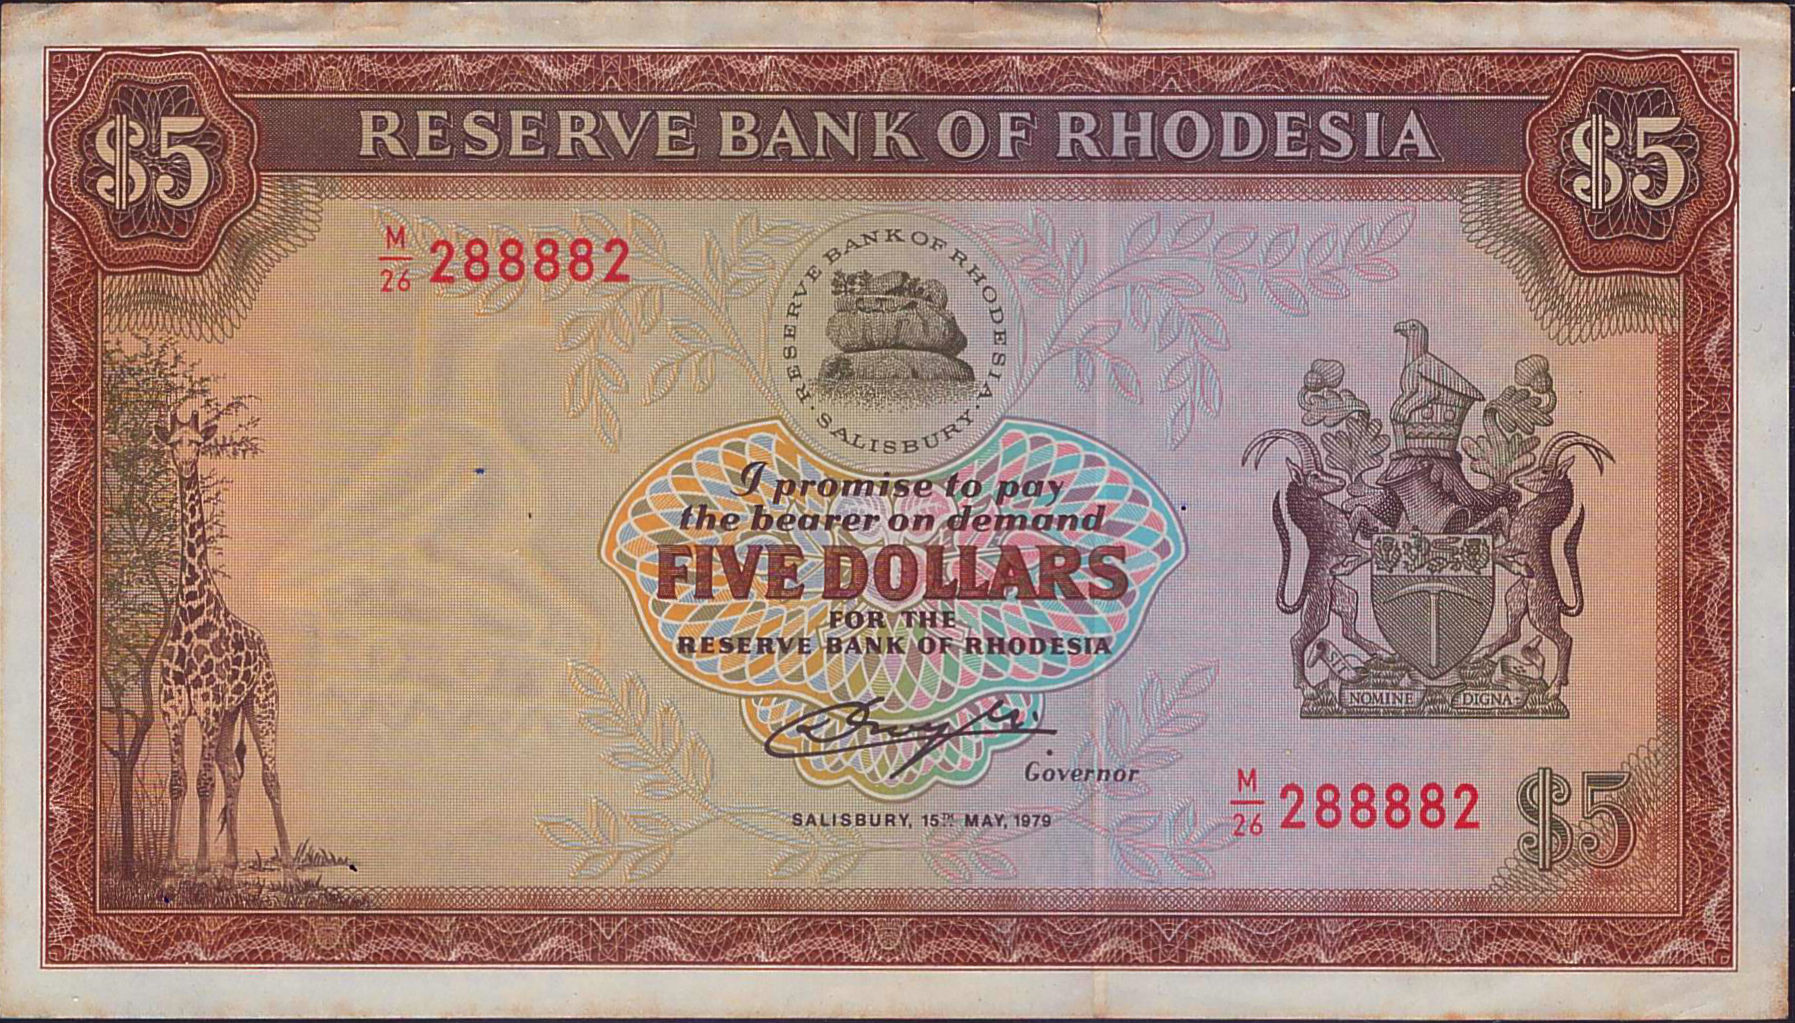 $5
RESERVE BANK OF RHODESIA
$5
M/26 288882
RESERVE BANK OF RHODESIA · SALISBURY ·
I promise to pay
the bearer on demand
FIVE DOLLARS
FOR THE
RESERVE BANK OF RHODESIA
SIT
NOMINE
DIGNA
Governor
SALISBURY, 15TH MAY, 1979
M/26 288882
$5